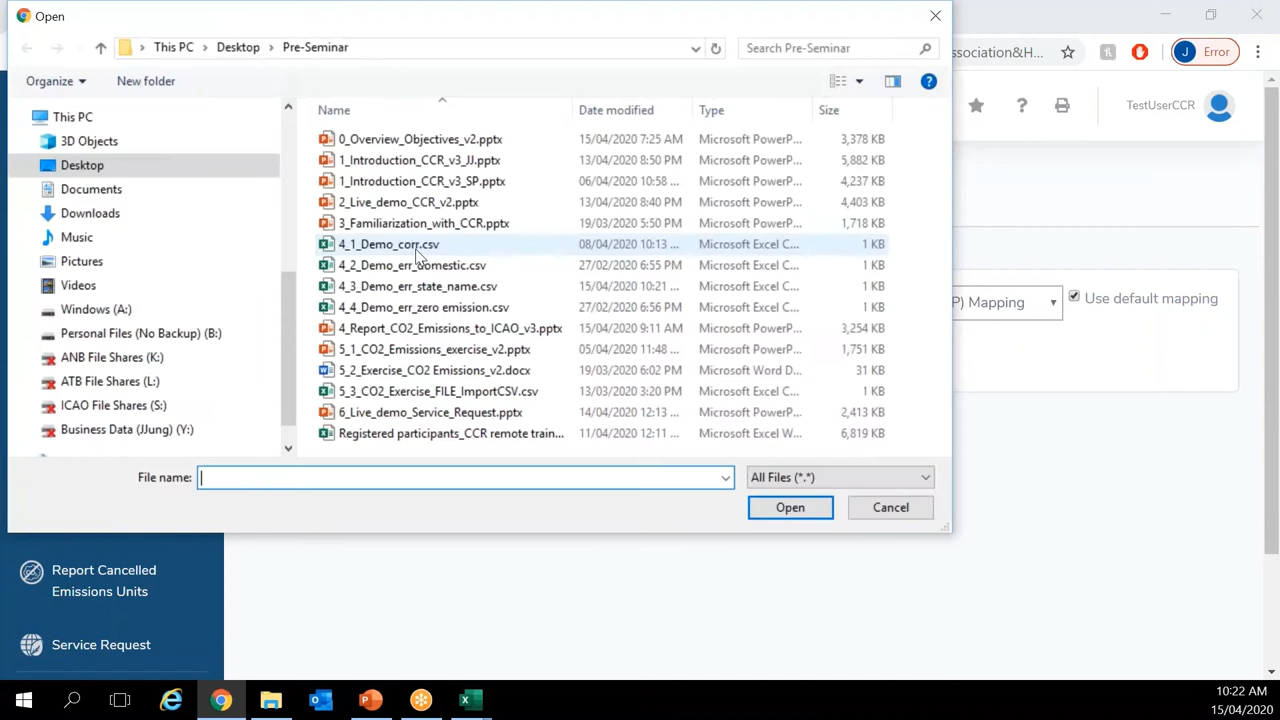 Open
This PC > Desktop > Pre-Seminar
Search Pre-Seminar
Organize
New folder
Name
Date modified
Type
Size
This PC
3D Objects
Desktop
Documents
Downloads
Music
Pictures
Videos
Windows (A:)
Personal Files (No Backup) (B:)
ANB File Shares (K:)
ATB File Shares (L:)
ICAO File Shares (S:)
Business Data (JJung) (Y:)
0_Overview_Objectives_v2.pptx 15/04/2020 7:25 AM Microsoft PowerP... 3,378 KB
1_Introduction_CCR_v3_JJ.pptx 13/04/2020 8:50 PM Microsoft PowerP... 5,882 KB
1_Introduction_CCR_v3_SP.pptx 06/04/2020 10:58 ... Microsoft PowerP... 4,237 KB
2_Live_demo_CCR_v2.pptx 13/04/2020 8:40 PM Microsoft PowerP... 4,403 KB
3_Familiarization_with_CCR.pptx 19/03/2020 5:50 PM Microsoft PowerP... 1,718 KB
4_1_Demo_corr.csv 08/04/2020 10:13 ... Microsoft Excel C... 1 KB
4_2_Demo_err_domestic.csv 27/02/2020 6:55 PM Microsoft Excel C... 1 KB
4_3_Demo_err_state_name.csv 15/04/2020 10:21 ... Microsoft Excel C... 1 KB
4_4_Demo_err_zero emission.csv 27/02/2020 6:56 PM Microsoft Excel C... 1 KB
4_Report_CO2_Emissions_to_ICAO_v3.pptx 15/04/2020 9:11 AM Microsoft PowerP... 3,254 KB
5_1_CO2_Emissions_exercise_v2.pptx 05/04/2020 11:48 ... Microsoft PowerP... 1,751 KB
5_2_Exercise_CO2 Emissions_v2.docx 19/03/2020 6:02 PM Microsoft Word D... 31 KB
5_3_CO2_Exercise_FILE_ImportCSV.csv 13/03/2020 3:20 PM Microsoft Excel C... 1 KB
6_Live_demo_Service_Request.pptx 14/04/2020 12:13 ... Microsoft PowerP... 2,413 KB
Registered participants_CCR remote train... 11/04/2020 12:11 ... Microsoft Excel W... 6,819 KB
File name:
All Files (*.*)
Open
Cancel
ssociation&H...
J Error
TestUserCCR
P) Mapping
Use default mapping
Report Cancelled
Emissions Units
Service Request
10:22 AM
15/04/2020